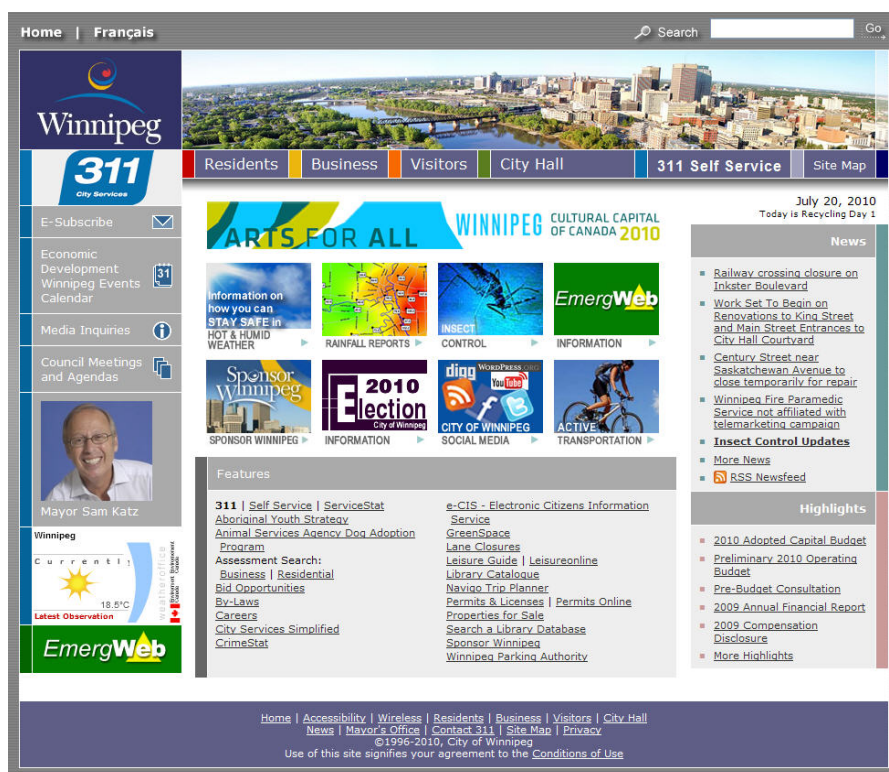 Home | Français
Search
Go
Winnipeg
311
City Services
Residents
Business
Visitors
City Hall
311 Self Service
Site Map
E-Subscribe
Economic
Development
Winnipeg Events
Calendar
31
Media Inquiries
Council Meetings
and Agendas
Mayor Sam Katz
Winnipeg
Currently
18.5°C
Latest Observation
weatheroffice
Environment Canada
Environnement Canada
EmergWeb
ARTS FOR ALL
WINNIPEG CULTURAL CAPITAL
OF CANADA 2010
Information on
how you can
STAY SAFE in
HOT & HUMID
WEATHER
RAINFALL REPORTS
INSECT
CONTROL
EmergWeb
INFORMATION
Sponsor
Winnipeg
SPONSOR WINNIPEG
2010
Election
City of Winnipeg
INFORMATION
digg WORDPRESS.ORG
You Tube
CITY OF WINNIPEG
SOCIAL MEDIA
ACTIVE
TRANSPORTATION
Features
311 | Self Service | ServiceStat
Aboriginal Youth Strategy
Animal Services Agency Dog Adoption
Program
Assessment Search:
Business | Residential
Bid Opportunities
By-Laws
Careers
City Services Simplified
CrimeStat
e-CIS - Electronic Citizens Information
Service
GreenSpace
Lane Closures
Leisure Guide | Leisureonline
Library Catalogue
Navigo Trip Planner
Permits & Licenses | Permits Online
Properties for Sale
Search a Library Database
Sponsor Winnipeg
Winnipeg Parking Authority
July 20, 2010
Today is Recycling Day 1
News
Railway crossing closure on
Inkster Boulevard
Work Set To Begin on
Renovations to King Street
and Main Street Entrances to
City Hall Courtyard
Century Street near
Saskatchewan Avenue to
close temporarily for repair
Winnipeg Fire Paramedic
Service not affiliated with
telemarketing campaign
Insect Control Updates
More News
RSS Newsfeed
Highlights
2010 Adopted Capital Budget
Preliminary 2010 Operating
Budget
Pre-Budget Consultation
2009 Annual Financial Report
2009 Compensation
Disclosure
More Highlights
Home | Accessibility | Wireless | Residents | Business | Visitors | City Hall
News | Mayor's Office | Contact 311 | Site Map | Privacy
©1996-2010, City of Winnipeg
Use of this site signifies your agreement to the Conditions of Use